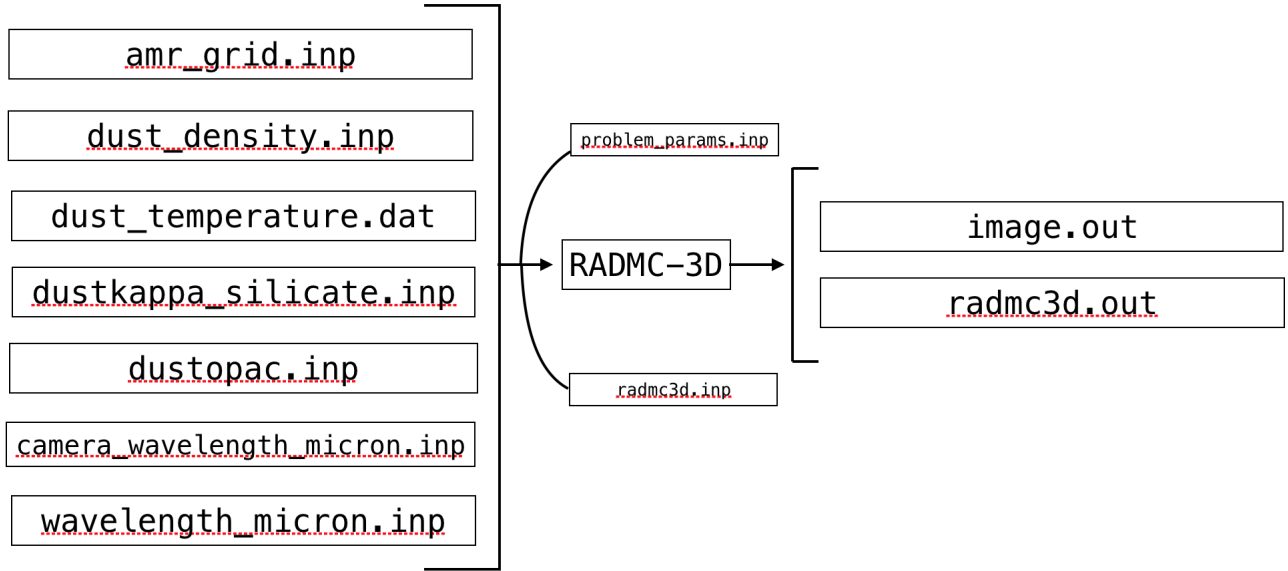 amr_grid.inp
dust_density.inp
dust_temperature.dat
dustkappa_silicate.inp
dustopac.inp
camera_wavelength_micron.inp
wavelength_micron.inp
problem_params.inp
RADMC-3D
radmc3d.inp
image.out
radmc3d.out